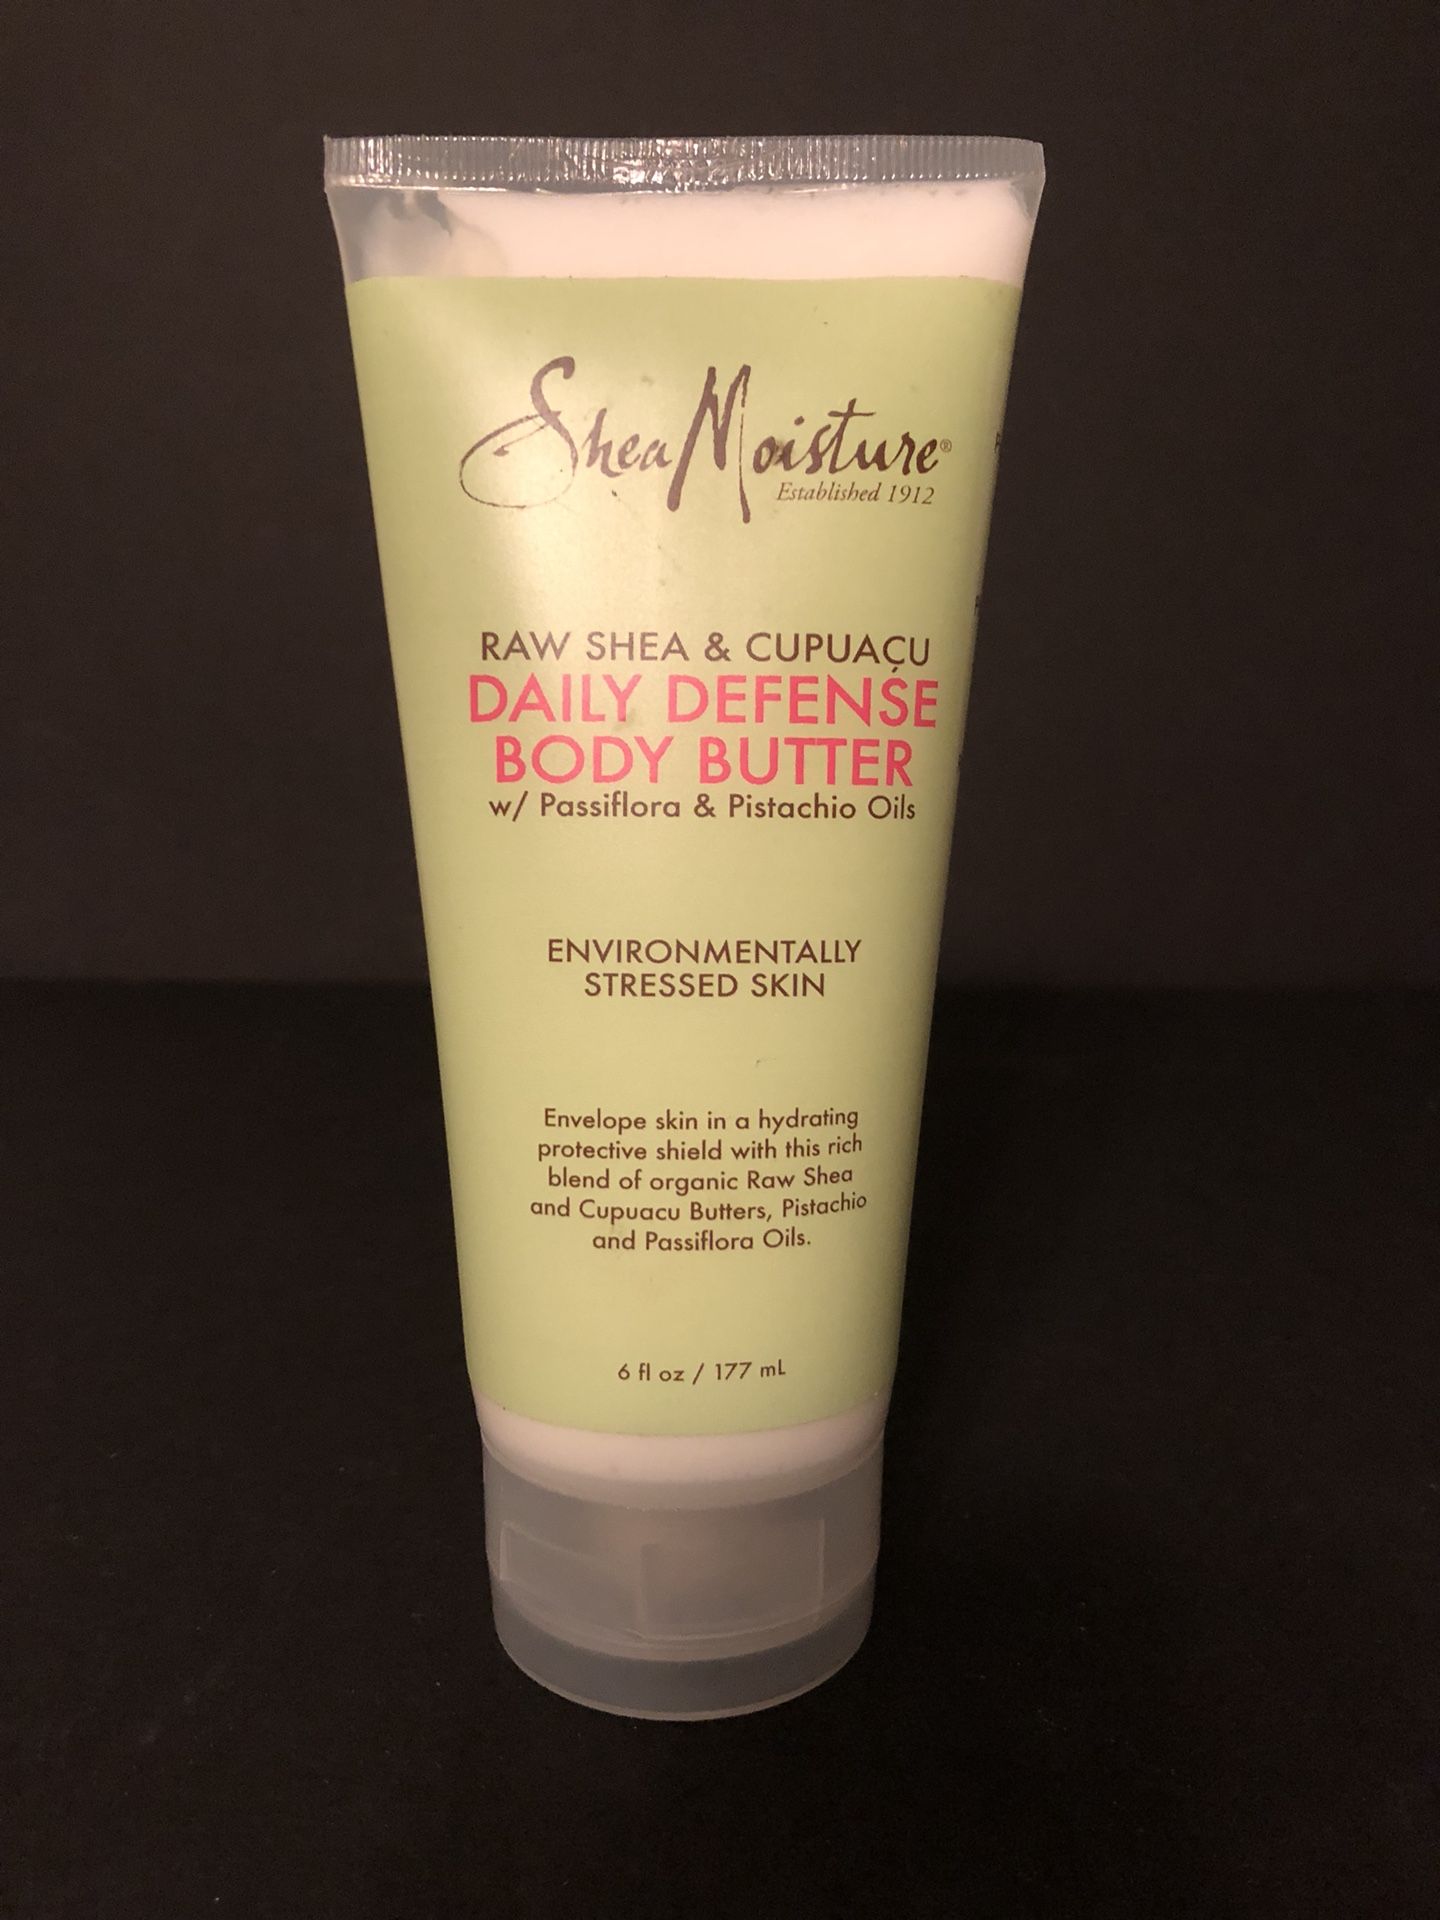 SheaMoisture®
Established 1912
RAW SHEA & CUPUAÇU
DAILY DEFENSE
BODY BUTTER
w/ Passiflora & Pistachio Oils
ENVIRONMENTALLY
STRESSED SKIN
Envelope skin in a hydrating
protective shield with this rich
blend of organic Raw Shea
and Cupuacu Butters, Pistachio
and Passiflora Oils.
6 fl oz / 177 mL